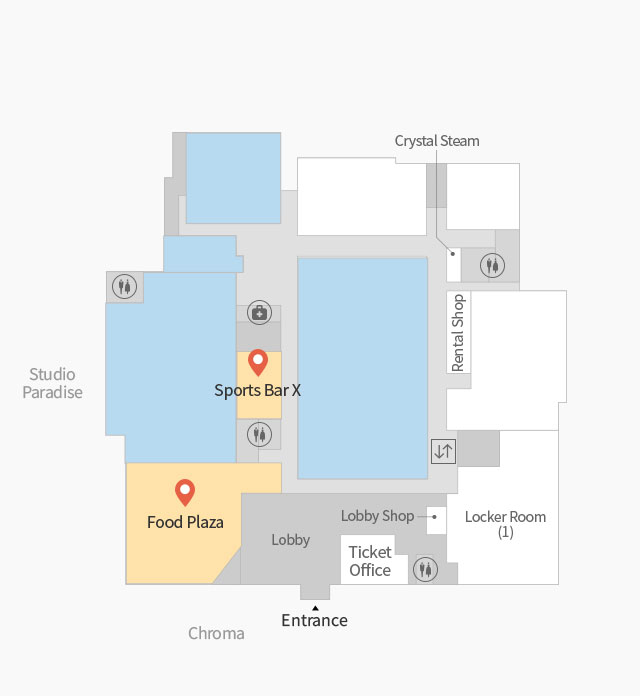 Crystal Steam
Rental Shop
Studio
Paradise
Sports Bar X
Food Plaza
Lobby Shop
Locker Room
(1)
Lobby
Ticket
Office
Entrance
Chroma